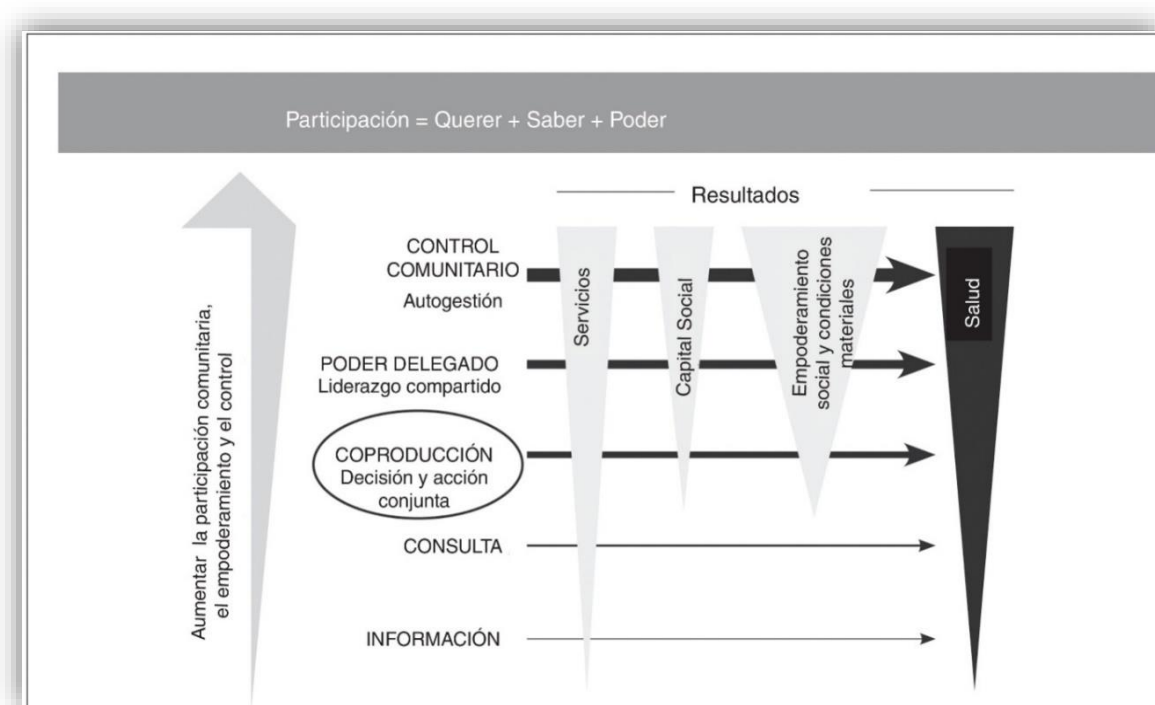 Participación = Querer + Saber + Poder
Resultados
Aumentar la participación comunitaria,
el empoderamiento y el control
CONTROL
COMUNITARIO
Autogestión
PODER DELEGADO
Liderazgo compartido
COPRODUCCIÓN
Decisión y acción
conjunta
CONSULTA
INFORMACIÓN
Servicios
Capital Social
Empoderamiento
social y condiciones
materiales
Salud